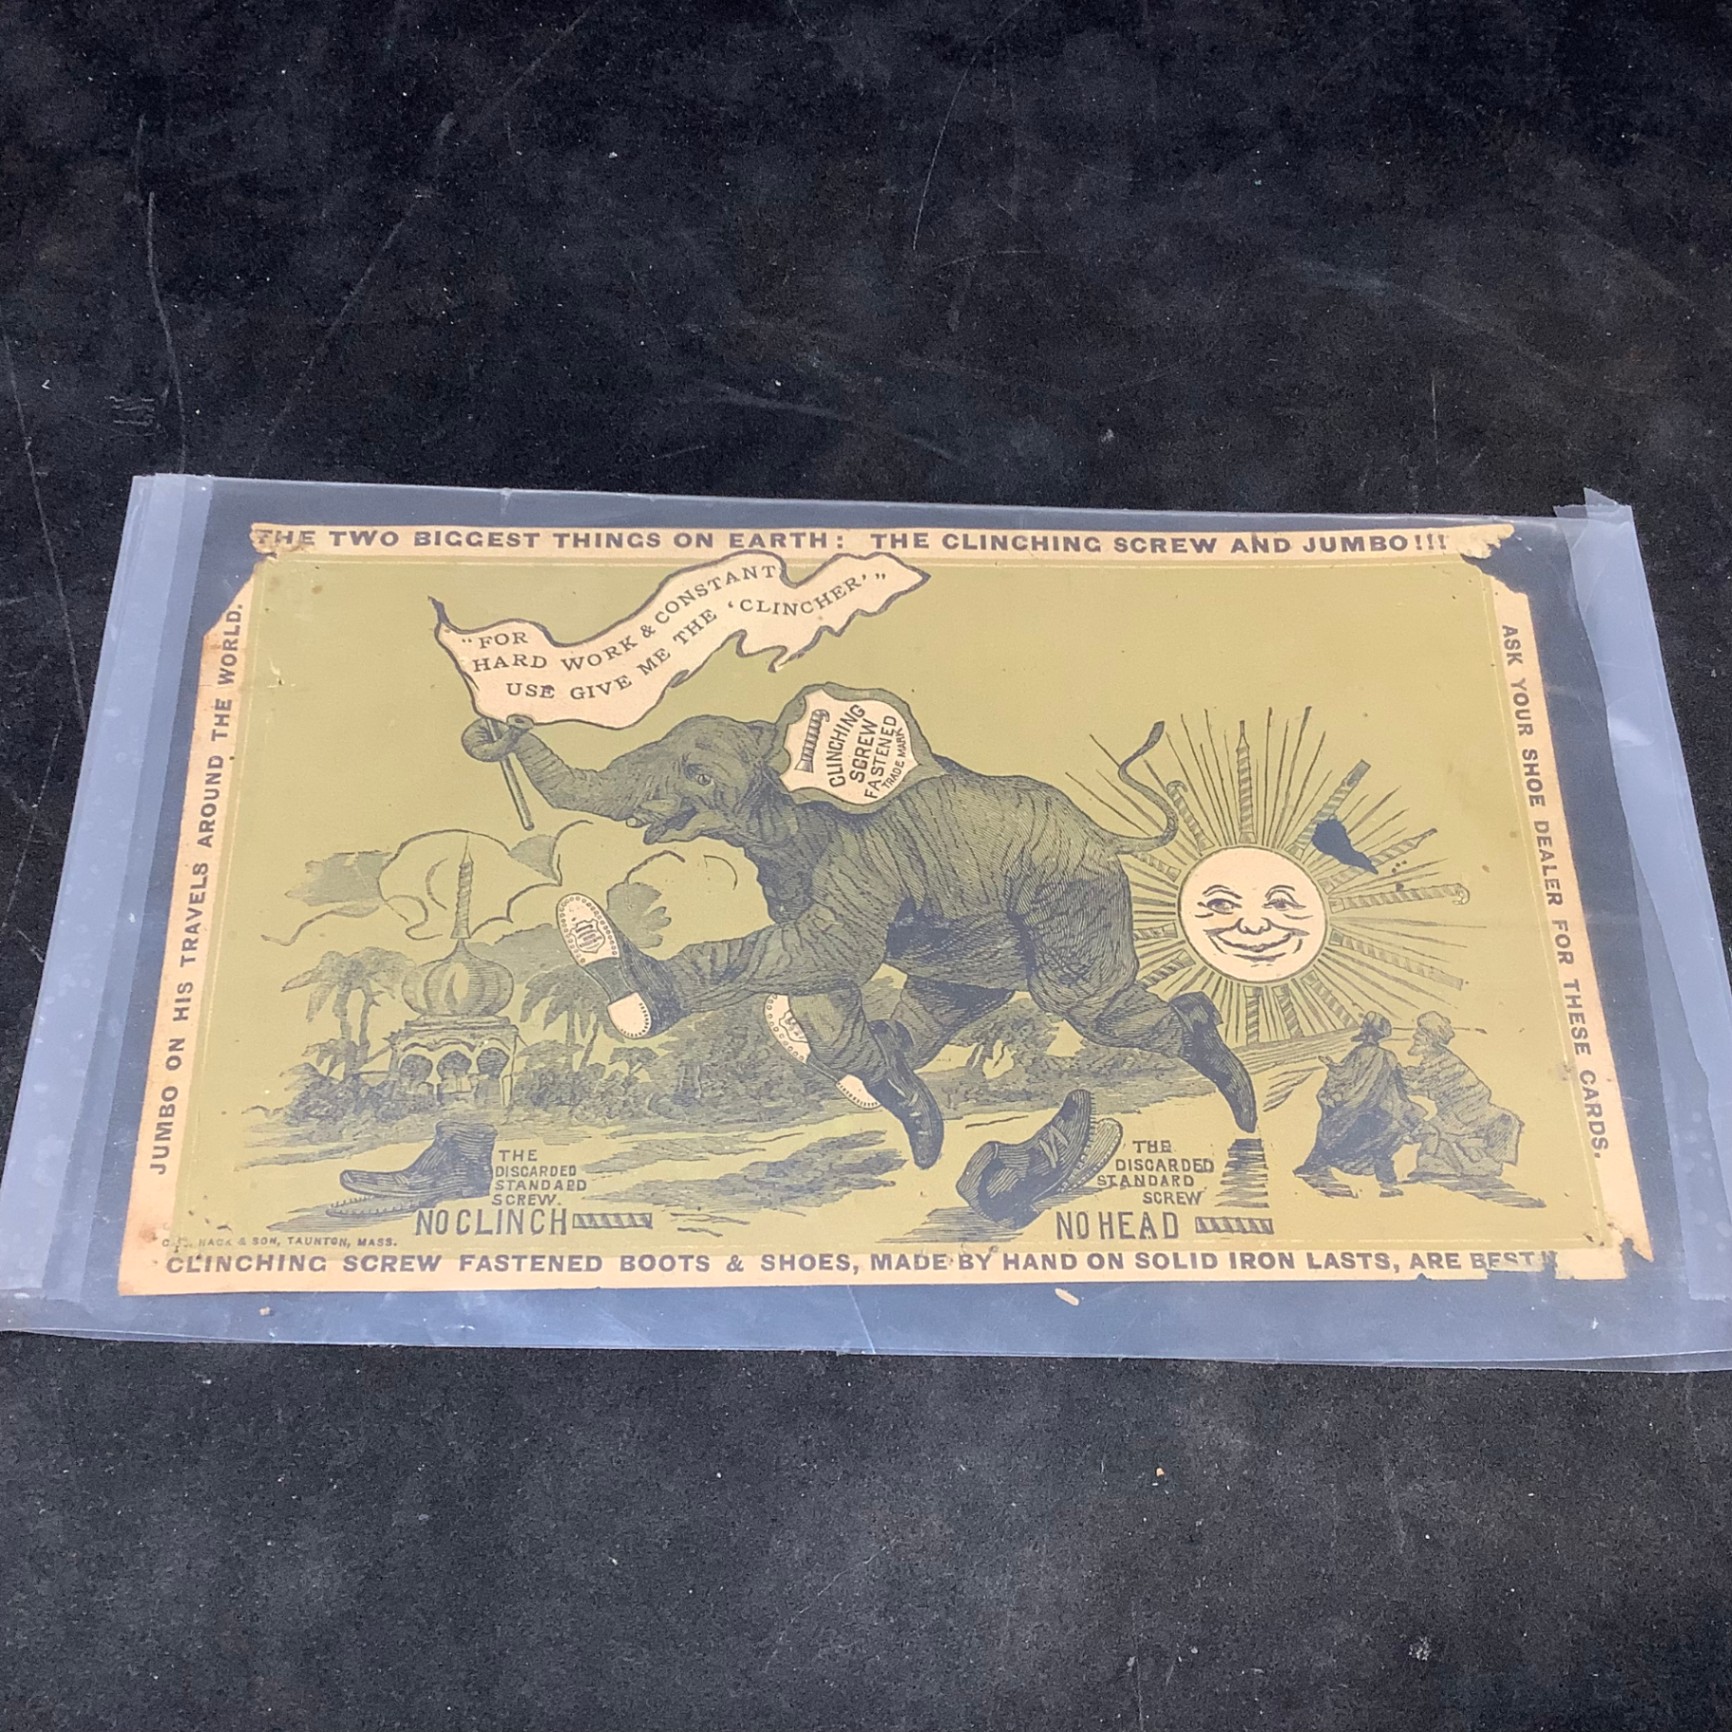 THE TWO BIGGEST THINGS ON EARTH: THE CLINCHING SCREW AND JUMBO!!!
JUMBO ON HIS TRAVELS AROUND THE WORLD.
"FOR
HARD WORK & CONSTANT
USE GIVE ME THE 'CLINCHER'"
CLINCHING
SCREW
FASTENED
TRADE MARK
ASK YOUR SHOE DEALER FOR THESE CARDS.
THE
DISCARDED
STANDARD
SCREW.
NO CLINCH
THE
DISCARDED
STANDARD
SCREW
NO HEAD
HACK & SON, TAUNTON, MASS.
CLINCHING SCREW FASTENED BOOTS & SHOES, MADE BY HAND ON SOLID IRON LASTS, ARE BEST